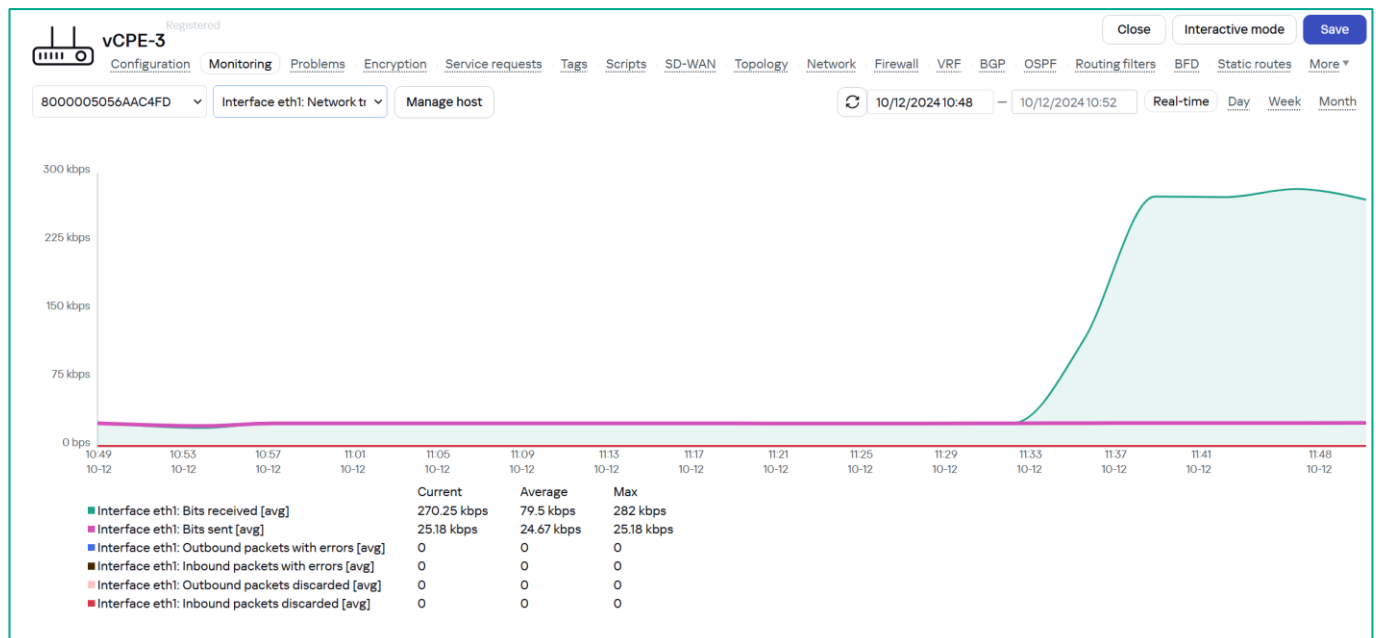 Registered
vCPE-3
Close Interactive mode Save
Configuration Monitoring Problems Encryption Service requests Tags Scripts SD-WAN Topology Network Firewall VRF BGP OSPF Routing filters BFD Static routes More
8000005056AAC4FD Interface eth1: Network tr Manage host 10/12/2024 10:48 — 10/12/2024 10:52 Real-time Day Week Month
300 kbps
225 kbps
150 kbps
75 kbps
0 bps
10:49 10:53 10:57 11:01 11:05 11:09 11:13 11:17 11:21 11:25 11:29 11:33 11:37 11:41 11:48
10-12 10-12 10-12 10-12 10-12 10-12 10-12 10-12 10-12 10-12 10-12 10-12 10-12 10-12 10-12
Current Average Max
Interface eth1: Bits received [avg] 270.25 kbps 79.5 kbps 282 kbps
Interface eth1: Bits sent [avg] 25.18 kbps 24.67 kbps 25.18 kbps
Interface eth1: Outbound packets with errors [avg] 0 0 0
Interface eth1: Inbound packets with errors [avg] 0 0 0
Interface eth1: Outbound packets discarded [avg] 0 0 0
Interface eth1: Inbound packets discarded [avg] 0 0 0